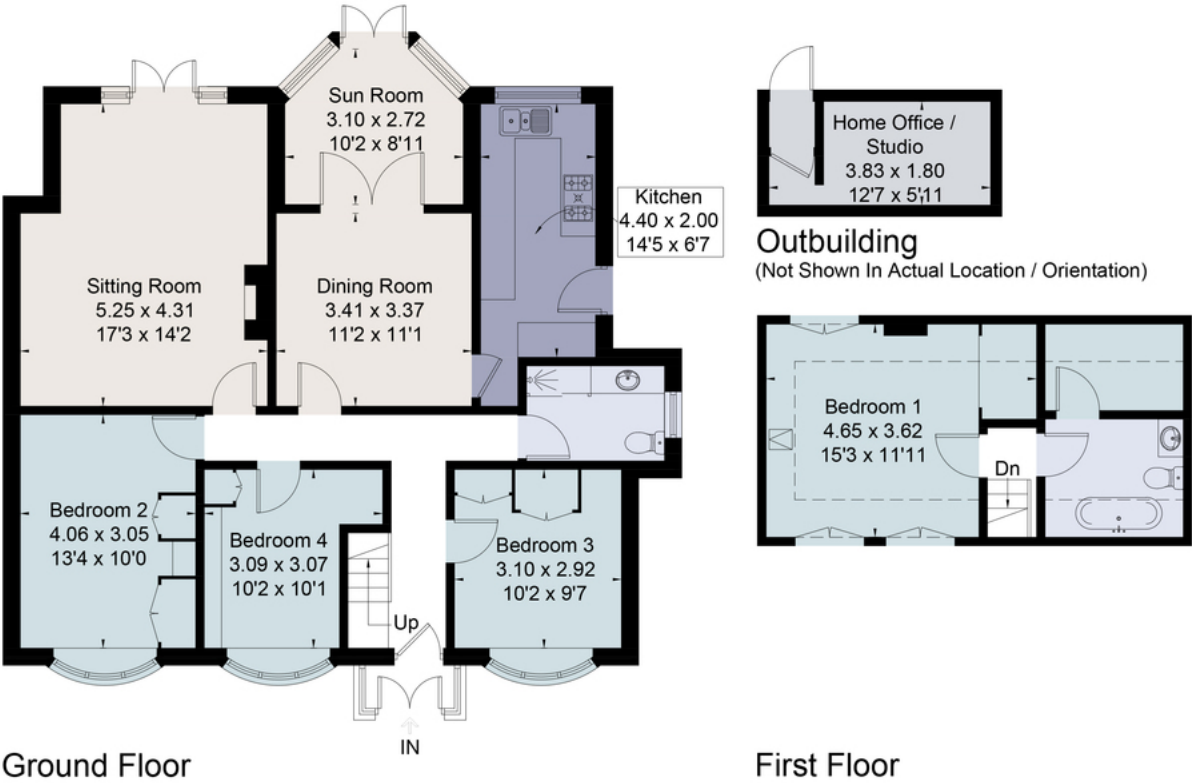 Sun Room
3.10 x 2.72
10'2 x 8'11
Kitchen
4.40 x 2.00
14'5 x 6'7
Sitting Room
5.25 x 4.31
17'3 x 14'2
Dining Room
3.41 x 3.37
11'2 x 11'1
Bedroom 2
4.06 x 3.05
13'4 x 10'0
Bedroom 4
3.09 x 3.07
10'2 x 10'1
Bedroom 3
3.10 x 2.92
10'2 x 9'7
Up
IN
Ground Floor
Home Office /
Studio
3.83 x 1.80
12'7 x 5'11
Outbuilding
(Not Shown In Actual Location / Orientation)
Bedroom 1
4.65 x 3.62
15'3 x 11'11
Dn
First Floor